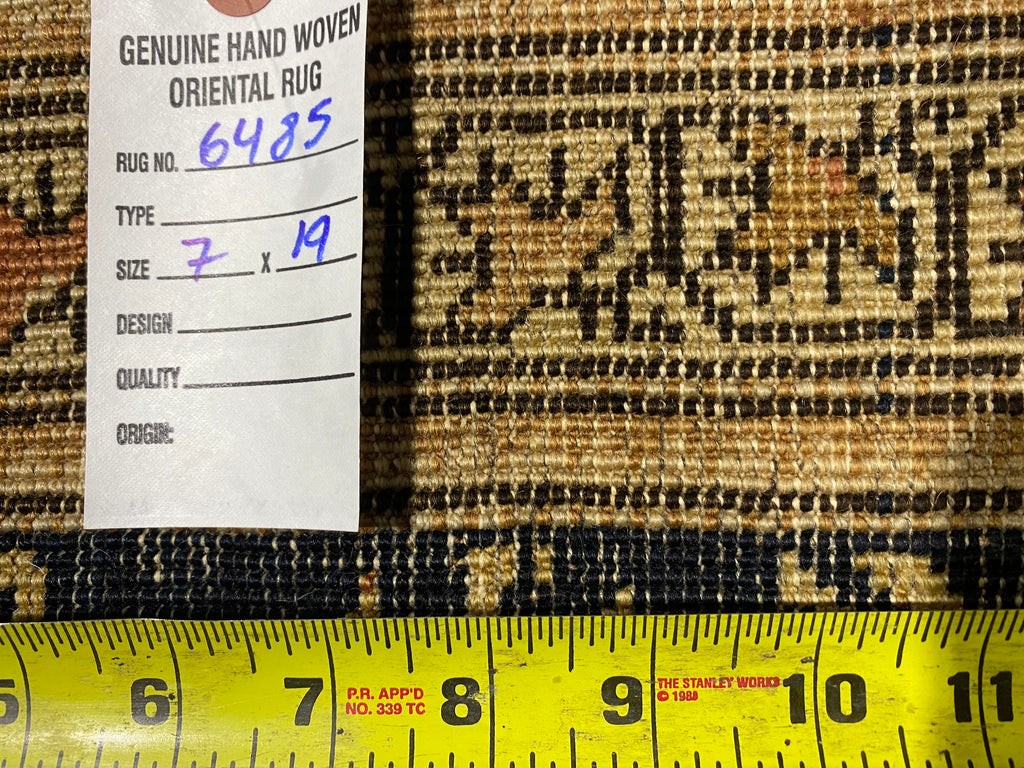 GENUINE HAND WOVEN
ORIENTAL RUG
RUG NO. 6485
TYPE
SIZE 7 X 19
DESIGN
QUALITY
ORIGIN:
5 6 7 8 9 10 11
P.R. APP'D
NO. 339 TC
THE STANLEY WORKS
© 1988